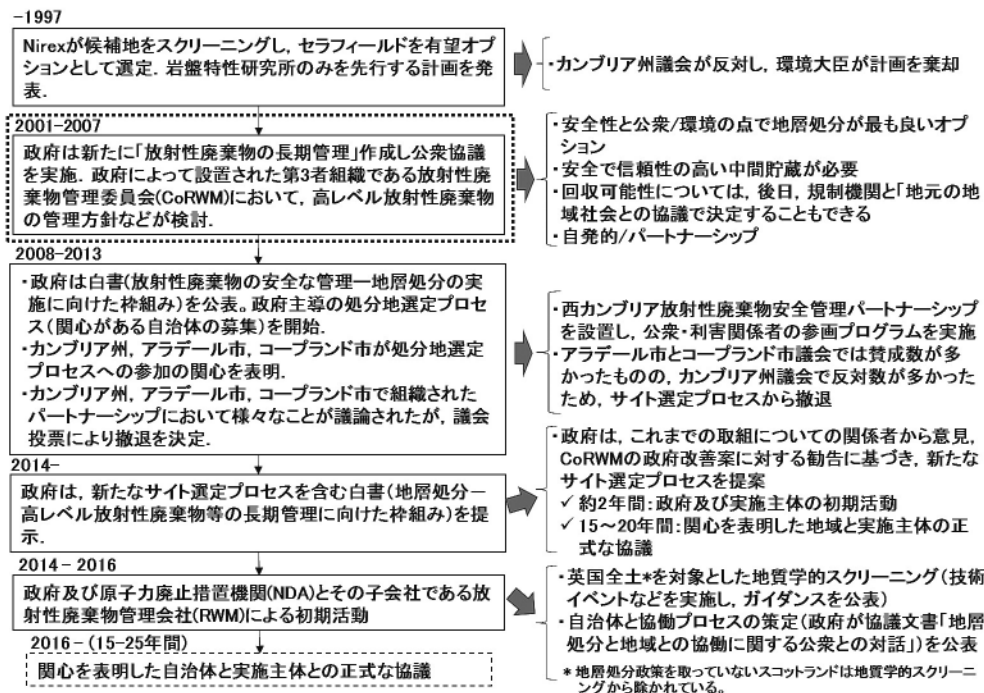 -1997
Nirexが候補地をスクリーニングし，セラフィールドを有望オプ
ションとして選定．岩盤特性研究所のみを先行する計画を発
表．
・カンブリア州議会が反対し，環境大臣が計画を棄却
2001-2007
政府は新たに「放射性廃棄物の長期管理」作成し公衆協議
を実施．政府によって設置された第3者組織である放射性廃
棄物管理委員会(CoRWM)において，高レベル放射性廃棄物
の管理方針などが検討．
・安全性と公衆/環境の点で地層処分が最も良いオプ
ション
・安全で信頼性の高い中間貯蔵が必要
・回収可能性については，後日，規制機関と「地元の地
域社会との協議で決定することもできる
・自発的/パートナーシップ
2008-2013
・政府は白書(放射性廃棄物の安全な管理ー地層処分の実
施に向けた枠組み)を公表。政府主導の処分地選定プロセ
ス(関心がある自治体の募集)を開始．
・カンブリア州，アラデール市，コープランド市が処分地選定
プロセスへの参加の関心を表明．
・カンブリア州，アラデール市，コープランド市で組織された
パートナーシップにおいて様々なことが議論されたが，議会
投票により撤退を決定．
・西カンブリア放射性廃棄物安全管理パートナーシップ
を設置し，公衆・利害関係者の参画プログラムを実施
・アラデール市とコープランド市議会では賛成数が多
かったものの，カンブリア州議会で反対数が多かった
ため，サイト選定プロセスから撤退
2014-
政府は，新たなサイト選定プロセスを含む白書(地層処分－
高レベル放射性廃棄物等の長期管理に向けた枠組み)を提
示．
・政府は，これまでの取組についての関係者から意見，
CoRWMの政府改善案に対する勧告に基づき，新たな
サイト選定プロセスを提案
✓ 約2年間：政府及び実施主体の初期活動
✓ 15～20年間：関心を表明した地域と実施主体の正
式な協議
2014 - 2016
政府及び原子力廃止措置機関(NDA)とその子会社である放
射性廃棄物管理会社(RWM)による初期活動
・英国全土*を対象とした地質学的スクリーニング(技術
イベントなどを実施し，ガイダンスを公表)
・自治体と協働プロセスの策定(政府が協議文書「地層
処分と地域との協働に関する公衆との対話」)を公表
* 地層処分政策を取っていないスコットランドは地質学的スクリーニ
ングから除かれている。
2016 - (15-25年間)
関心を表明した自治体と実施主体との正式な協議